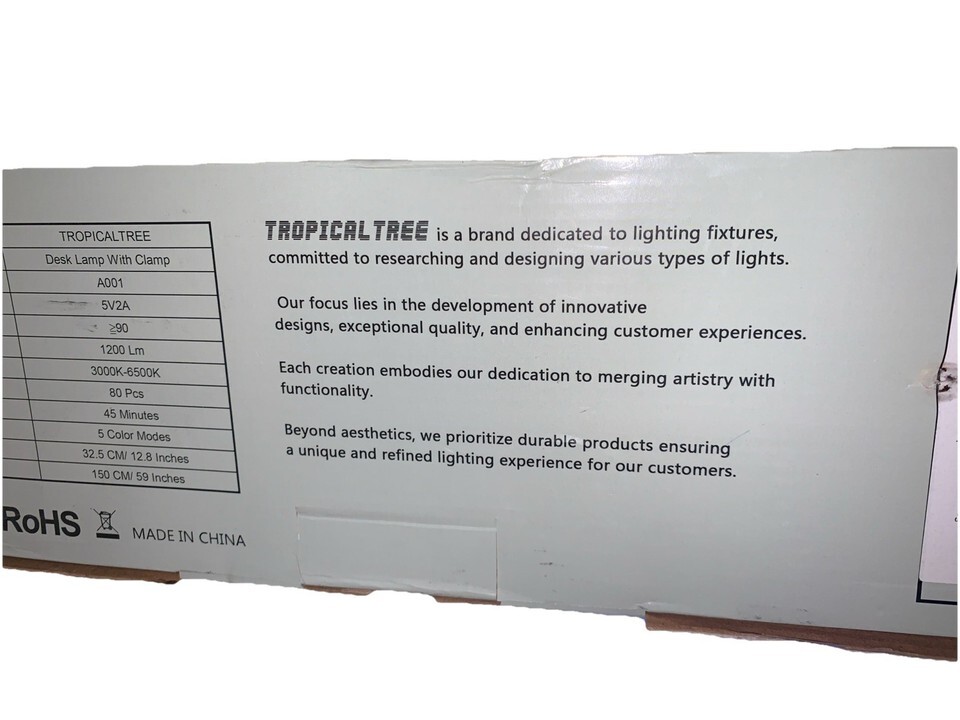 TROPICALTREE
Desk Lamp With Clamp
A001
5V2A
≥90
1200 Lm
3000K-6500K
80 Pcs
45 Minutes
5 Color Modes
32.5 CM/ 12.8 Inches
150 CM/ 59 Inches
RoHS
MADE IN CHINA
TROPICALTREE is a brand dedicated to lighting fixtures,
committed to researching and designing various types of lights.
Our focus lies in the development of innovative
designs, exceptional quality, and enhancing customer experiences.
Each creation embodies our dedication to merging artistry with
functionality.
Beyond aesthetics, we prioritize durable products ensuring
a unique and refined lighting experience for our customers.